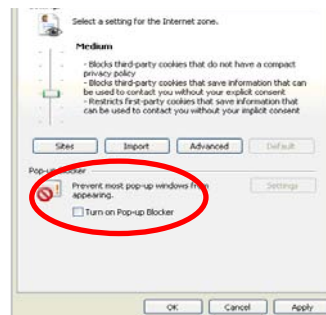 Select a setting for the Internet zone.
Medium
- Blocks third-party cookies that do not have a compact
privacy policy
- Blocks third-party cookies that save information that can
be used to contact you without your explicit consent
- Restricts first-party cookies that save information that
can be used to contact you without your implicit consent
Sites Import Advanced Default
Pop-up Blocker
Prevent most pop-up windows from
appearing.
Settings
Turn on Pop-up Blocker
OK Cancel Apply